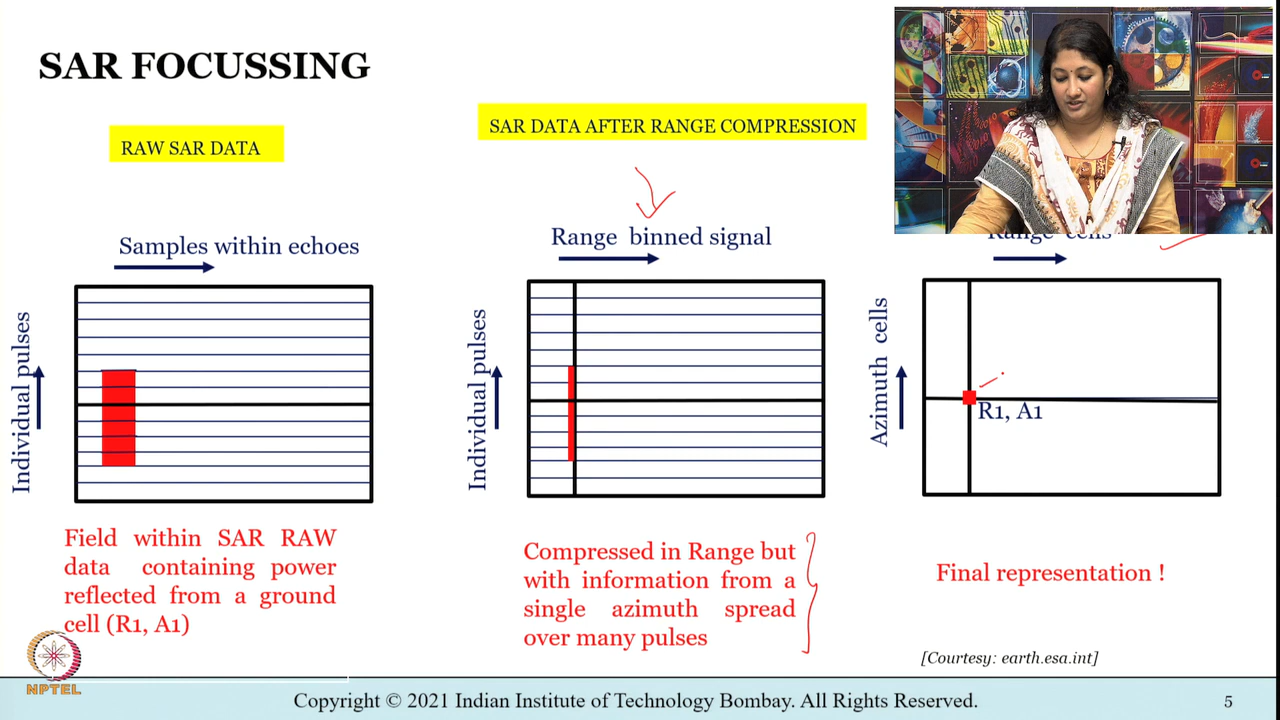 SAR FOCUSSING
RAW SAR DATA
Samples within echoes
Individual pulses
Field within SAR RAW
data containing power
reflected from a ground
cell (R1, A1)
SAR DATA AFTER RANGE COMPRESSION
Range binned signal
Individual pulses
Compressed in Range but
with information from a
single azimuth spread
over many pulses
Range cells
Azimuth cells
R1, A1
Final representation !
[Courtesy: earth.esa.int]
NPTEL
Copyright © 2021 Indian Institute of Technology Bombay. All Rights Reserved.
5